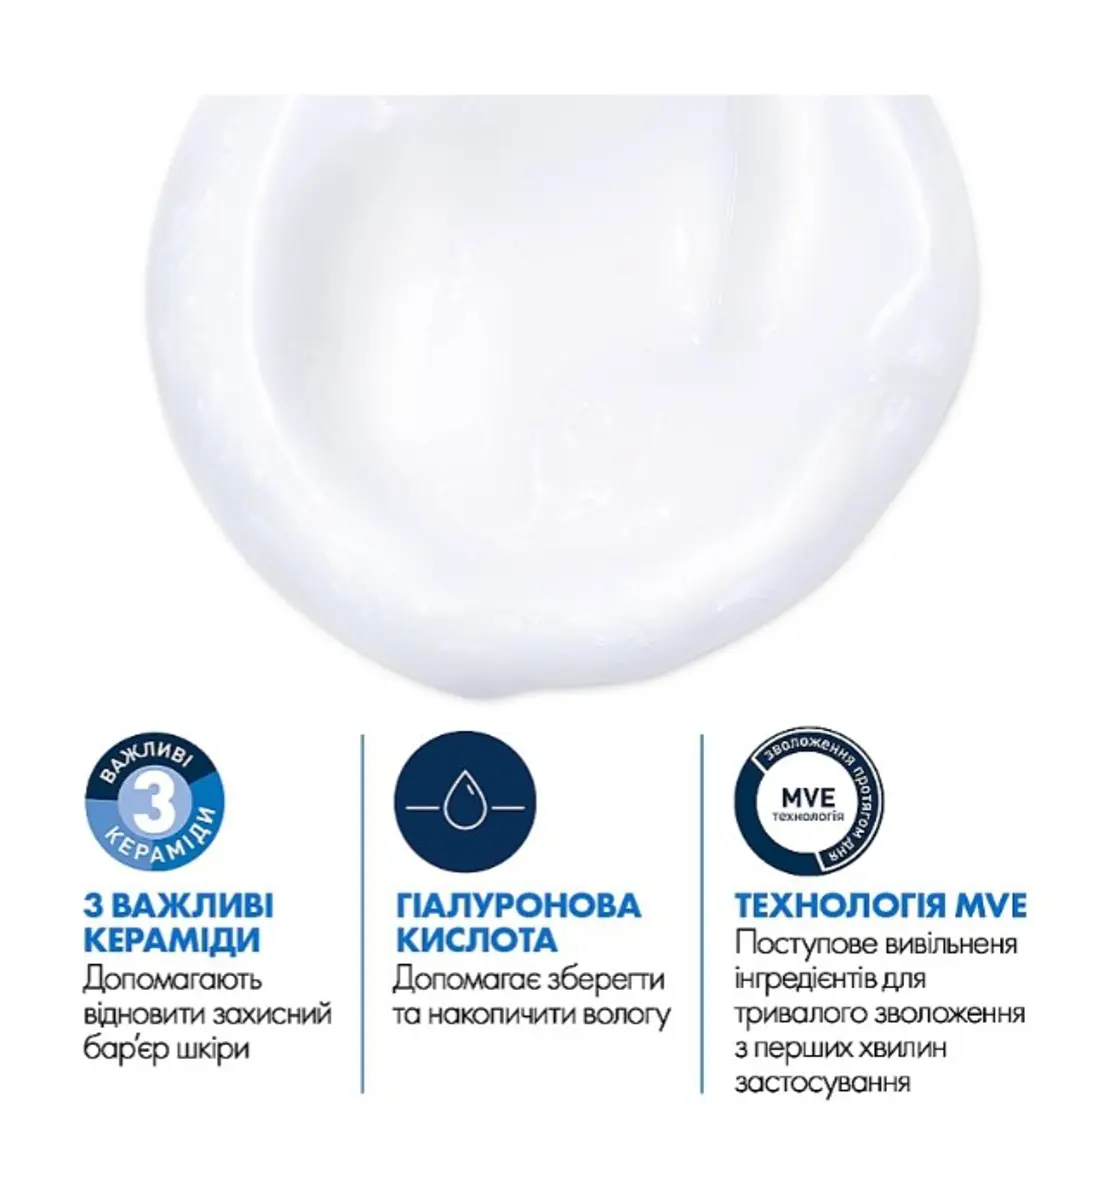 ВАЖЛИВІ
3
КЕРАМІДИ
3 ВАЖЛИВІ
КЕРАМІДИ
Допомагають
відновити захисний
бар'єр шкіри
ГІАЛУРОНОВА
КИСЛОТА
Допомагає зберегти
та накопичити вологу
зволоження протягом дня
MVE
технологія
ТЕХНОЛОГІЯ MVE
Поступове вивільненя
інгредієнтів для
тривалого зволоження
з перших хвилин
застосування